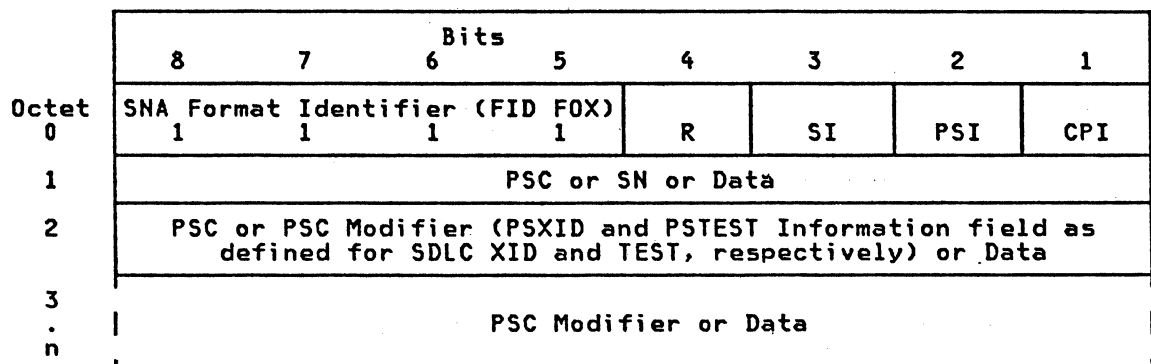 Bits
8 7 6 5 4 3 2 1
Octet SNA Format Identifier (FID FOX)
0 1 1 1 1 R SI PSI CPI
1 PSC or SN or Data
2 PSC or PSC Modifier (PSXID and PSTEST Information field as
defined for SDLC XID and TEST, respectively) or Data
3
. PSC Modifier or Data
n